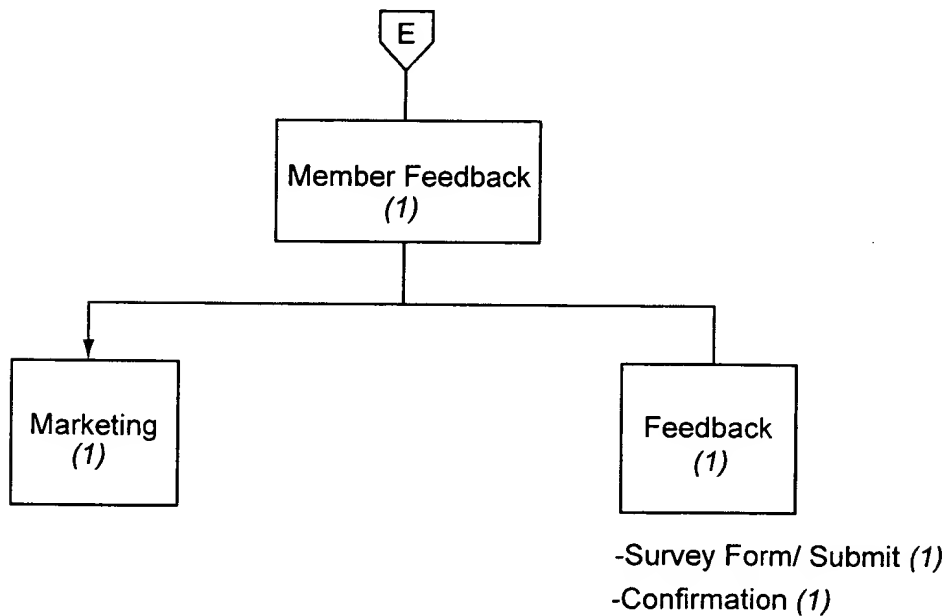 E
Member Feedback
(1)
Marketing
(1)
Feedback
(1)
-Survey Form/ Submit (1)
-Confirmation (1)